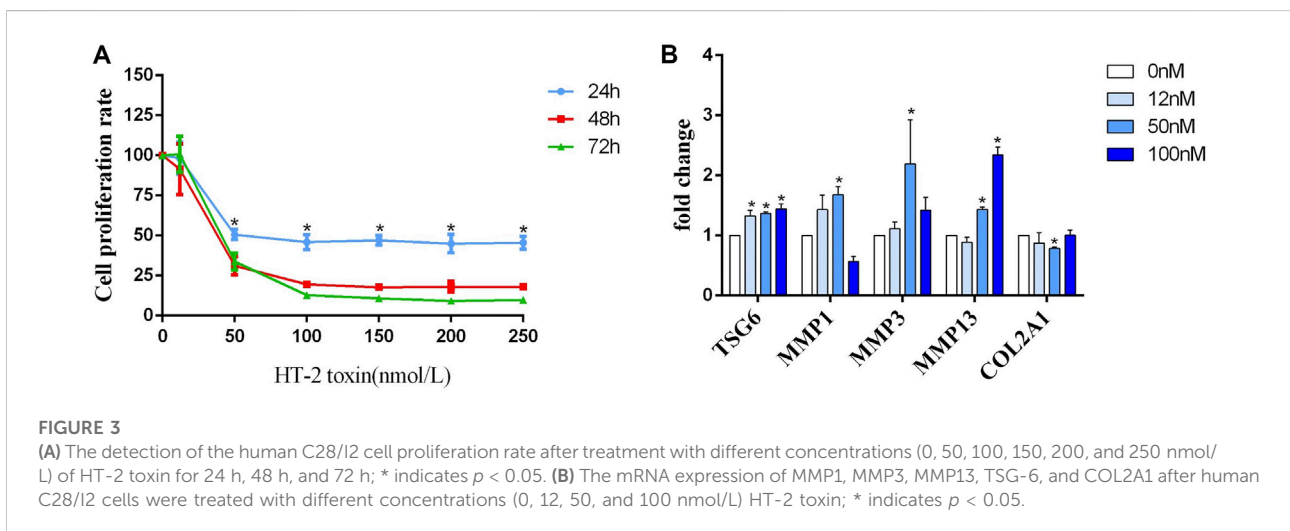 A
150
125
100
75
50
25
0
Cell proliferation rate
0 50 100 150 200 250
HT-2 toxin(nmol/L)
24h
48h
72h
* * * * *
B
4
3
2
1
0
fold change
0nM
12nM
50nM
100nM
* * * * * * * *
TSG6 MMP1 MMP3 MMP13 COL2A1
FIGURE 3
(A) The detection of the human C28/I2 cell proliferation rate after treatment with different concentrations (0, 50, 100, 150, 200, and 250 nmol/
L) of HT-2 toxin for 24 h, 48 h, and 72 h; * indicates p < 0.05. (B) The mRNA expression of MMP1, MMP3, MMP13, TSG-6, and COL2A1 after human
C28/I2 cells were treated with different concentrations (0, 12, 50, and 100 nmol/L) HT-2 toxin; * indicates p < 0.05.